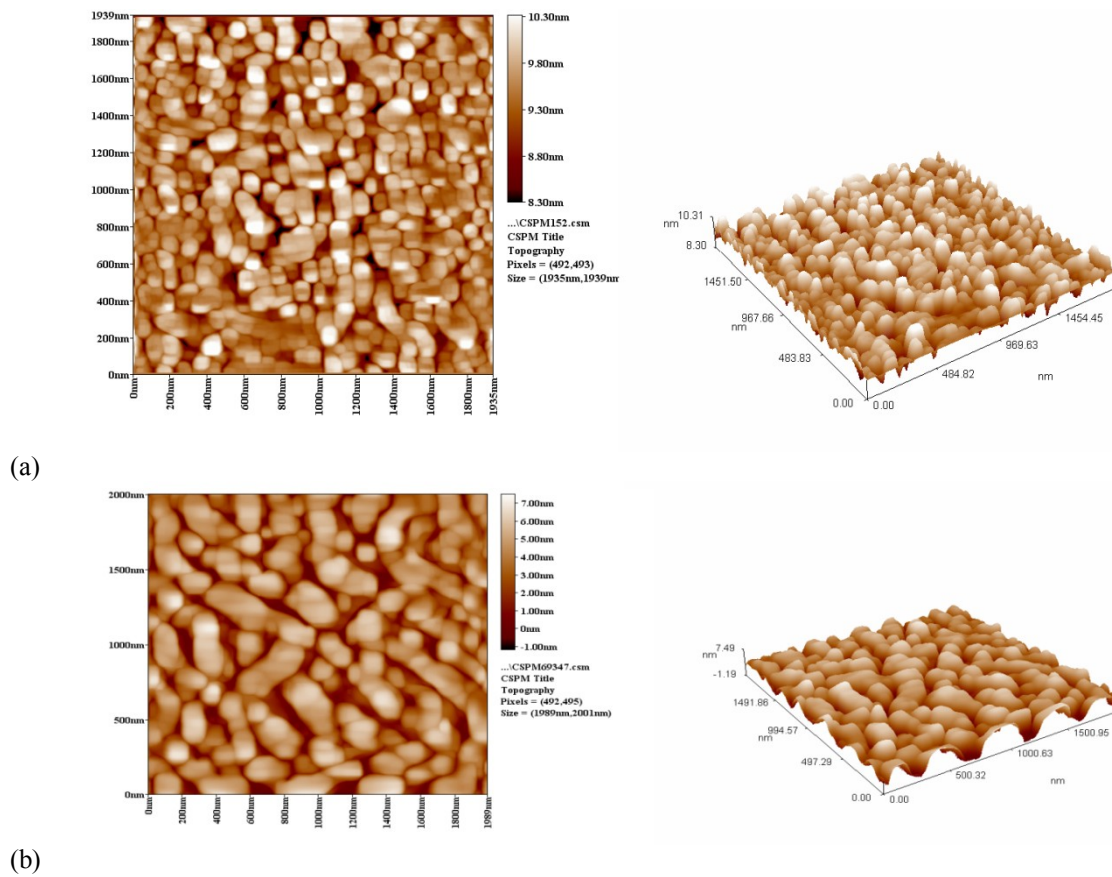 1939nm
1800nm
1600nm
1400nm
1200nm
1000nm
800nm
600nm
400nm
200nm
0nm
0nm
200nm
400nm
600nm
800nm
1000nm
1200nm
1400nm
1600nm
1800nm
1935nm
10.30nm
9.80nm
9.30nm
8.80nm
8.30nm
...\CSPM152.csm
CSPM Title
Topography
Pixels = (492,493)
Size = (1935nm,1939nm
10.31
nm
8.30
1451.50
967.66
nm
483.83
0.00
0.00
484.82
969.63
nm
1454.45
(a)
2000nm
1500nm
1000nm
500nm
0nm
0nm
200nm
400nm
600nm
800nm
1000nm
1200nm
1400nm
1600nm
1800nm
1989nm
7.00nm
6.00nm
5.00nm
4.00nm
3.00nm
2.00nm
1.00nm
0nm
-1.00nm
...\CSPM69347.csm
CSPM Title
Topography
Pixels = (492,495)
Size = (1989nm,2001nm)
7.49
nm
-1.19
1491.86
994.57
nm
497.29
0.00
0.00
500.32
1000.63
nm
1500.95
(b)